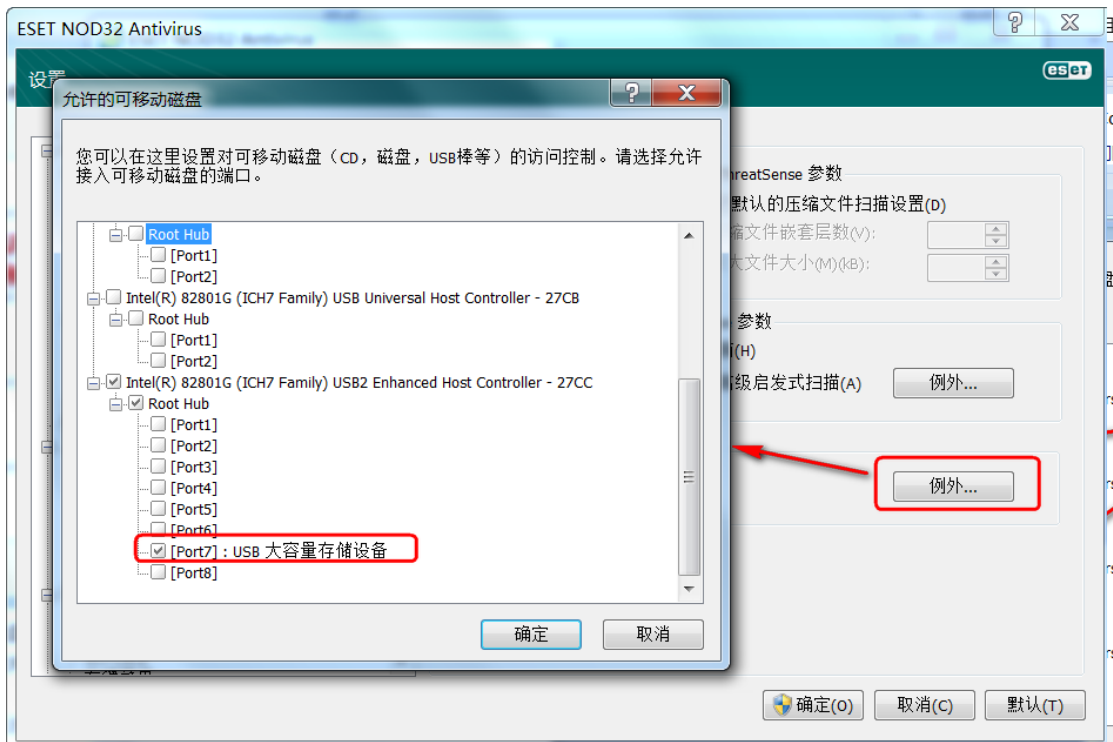 ESET NOD32 Antivirus
eset
设置
允许的可移动磁盘
您可以在这里设置对可移动磁盘（CD，磁盘，USB棒等）的访问控制。请选择允许
接入可移动磁盘的端口。
Root Hub
[Port1]
[Port2]
Intel(R) 82801G (ICH7 Family) USB Universal Host Controller - 27CB
Root Hub
[Port1]
[Port2]
Intel(R) 82801G (ICH7 Family) USB2 Enhanced Host Controller - 27CC
Root Hub
[Port1]
[Port2]
[Port3]
[Port4]
[Port5]
[Port6]
[Port7] : USB 大容量存储设备
[Port8]
确定
取消
参数
默认的压缩文件扫描设置(D)
文件嵌套层数(V):
大文件大小(M)(kB):
参数
(H)
启发式扫描(A)
例外...
例外...
确定(O)
取消(C)
默认(T)